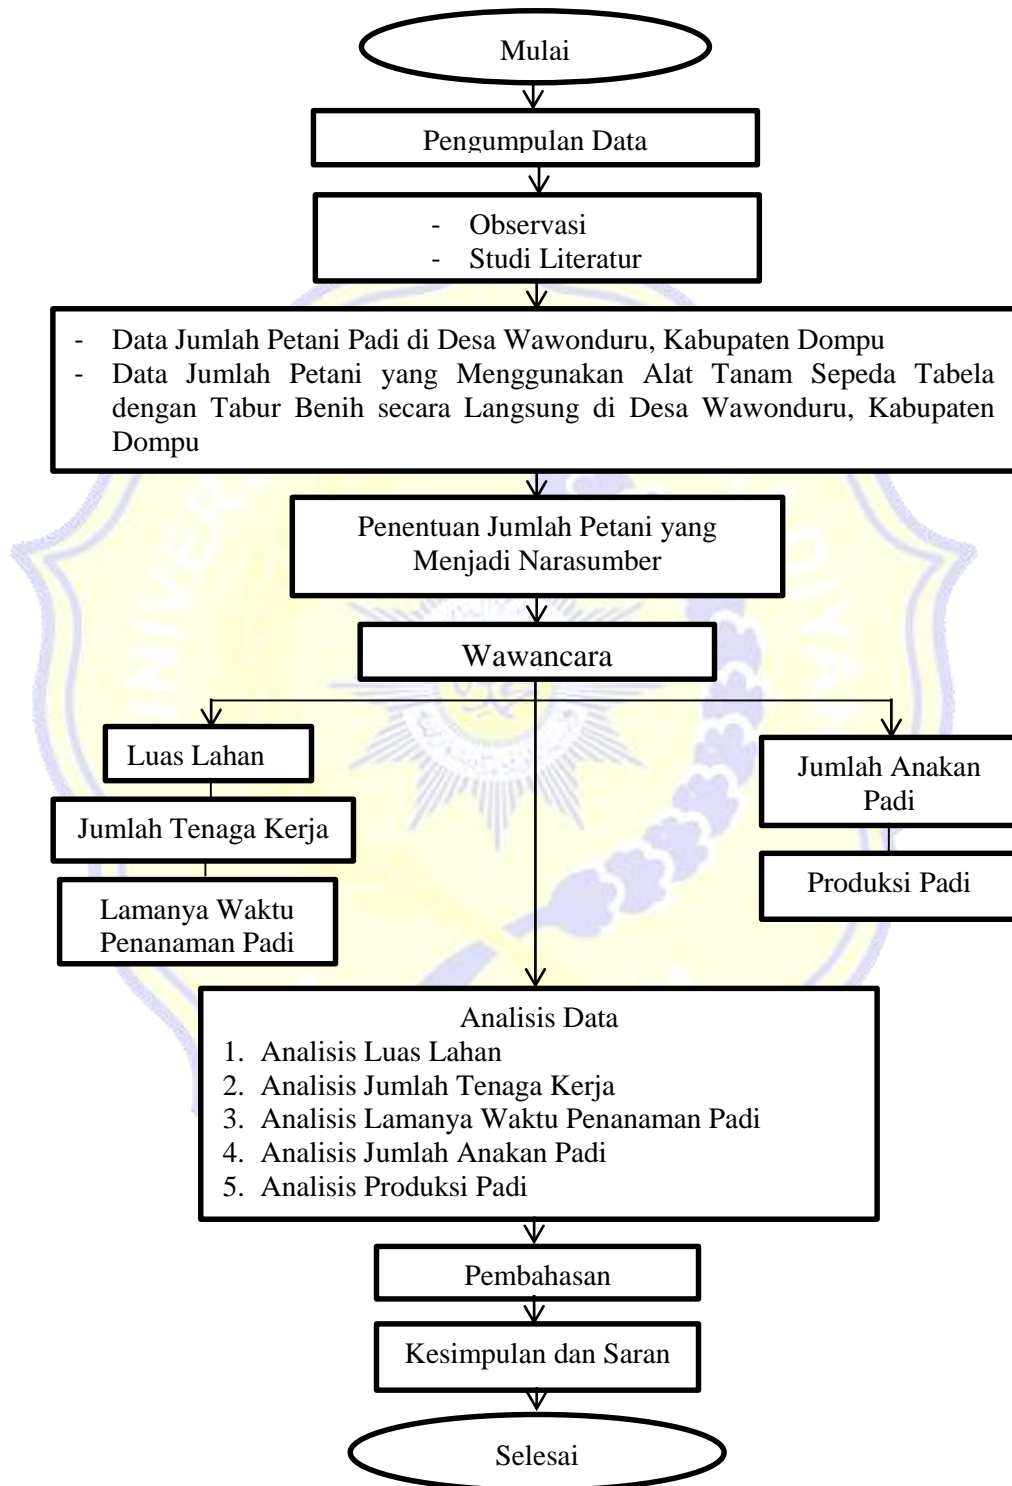 Mulai
Pengumpulan Data
- Observasi
- Studi Literatur
- Data Jumlah Petani Padi di Desa Wawonduru, Kabupaten Dompu
- Data Jumlah Petani yang Menggunakan Alat Tanam Sepeda Tabela
dengan Tabur Benih secara Langsung di Desa Wawonduru, Kabupaten
Dompu
Penentuan Jumlah Petani yang
Menjadi Narasumber
Wawancara
Luas Lahan
Jumlah Tenaga Kerja
Lamanya Waktu
Penanaman Padi
Jumlah Anakan
Padi
Produksi Padi
Analisis Data
1. Analisis Luas Lahan
2. Analisis Jumlah Tenaga Kerja
3. Analisis Lamanya Waktu Penanaman Padi
4. Analisis Jumlah Anakan Padi
5. Analisis Produksi Padi
Pembahasan
Kesimpulan dan Saran
Selesai